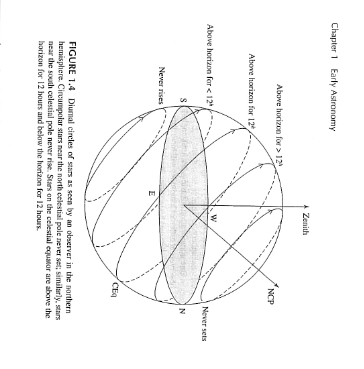 Chapter 1 Early Astronomy
Zenith
NCP
Above horizon for > 12ʰ
Above horizon for 12ʰ
Above horizon for < 12ʰ
Never rises
Never sets
S
E
W
N
CEq
FIGURE 1.4 Diurnal circles of stars as seen by an observer in the northern
hemisphere. Circumpolar stars near the north celestial pole never set; similarly, stars
near the south celestial pole never rise. Stars on the celestial equator are above the
horizon for 12 hours and below the horizon for 12 hours.